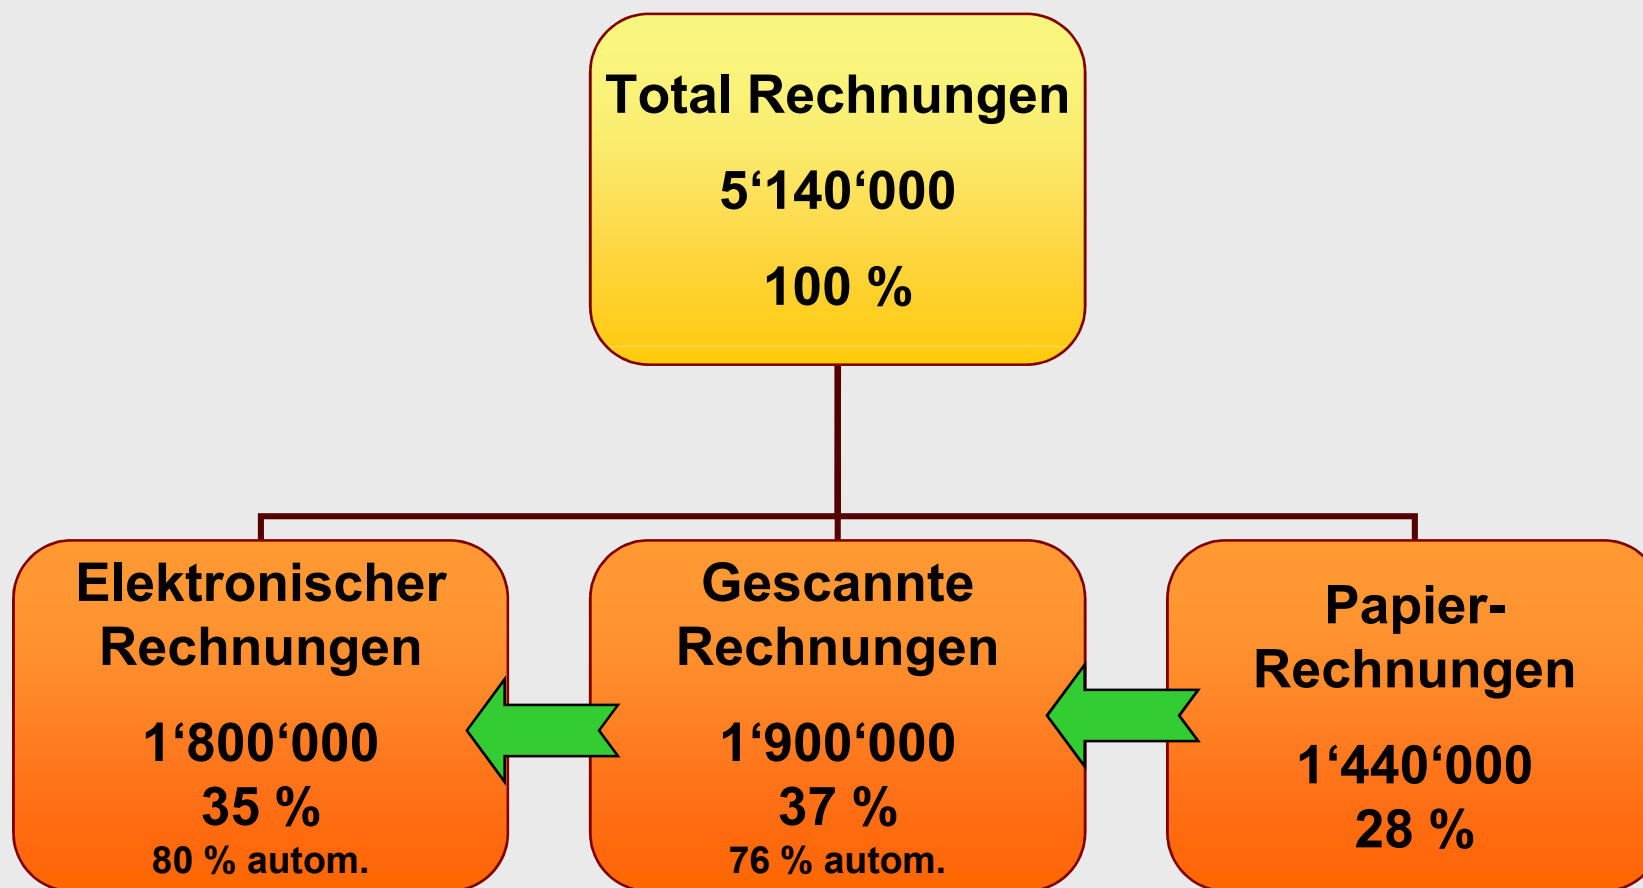 Total Rechnungen
5‘140‘000
100 %
Elektronischer
Rechnungen
1‘800‘000
35 %
80 % autom.
Gescannte
Rechnungen
1‘900‘000
37 %
76 % autom.
Papier-
Rechnungen
1‘440‘000
28 %